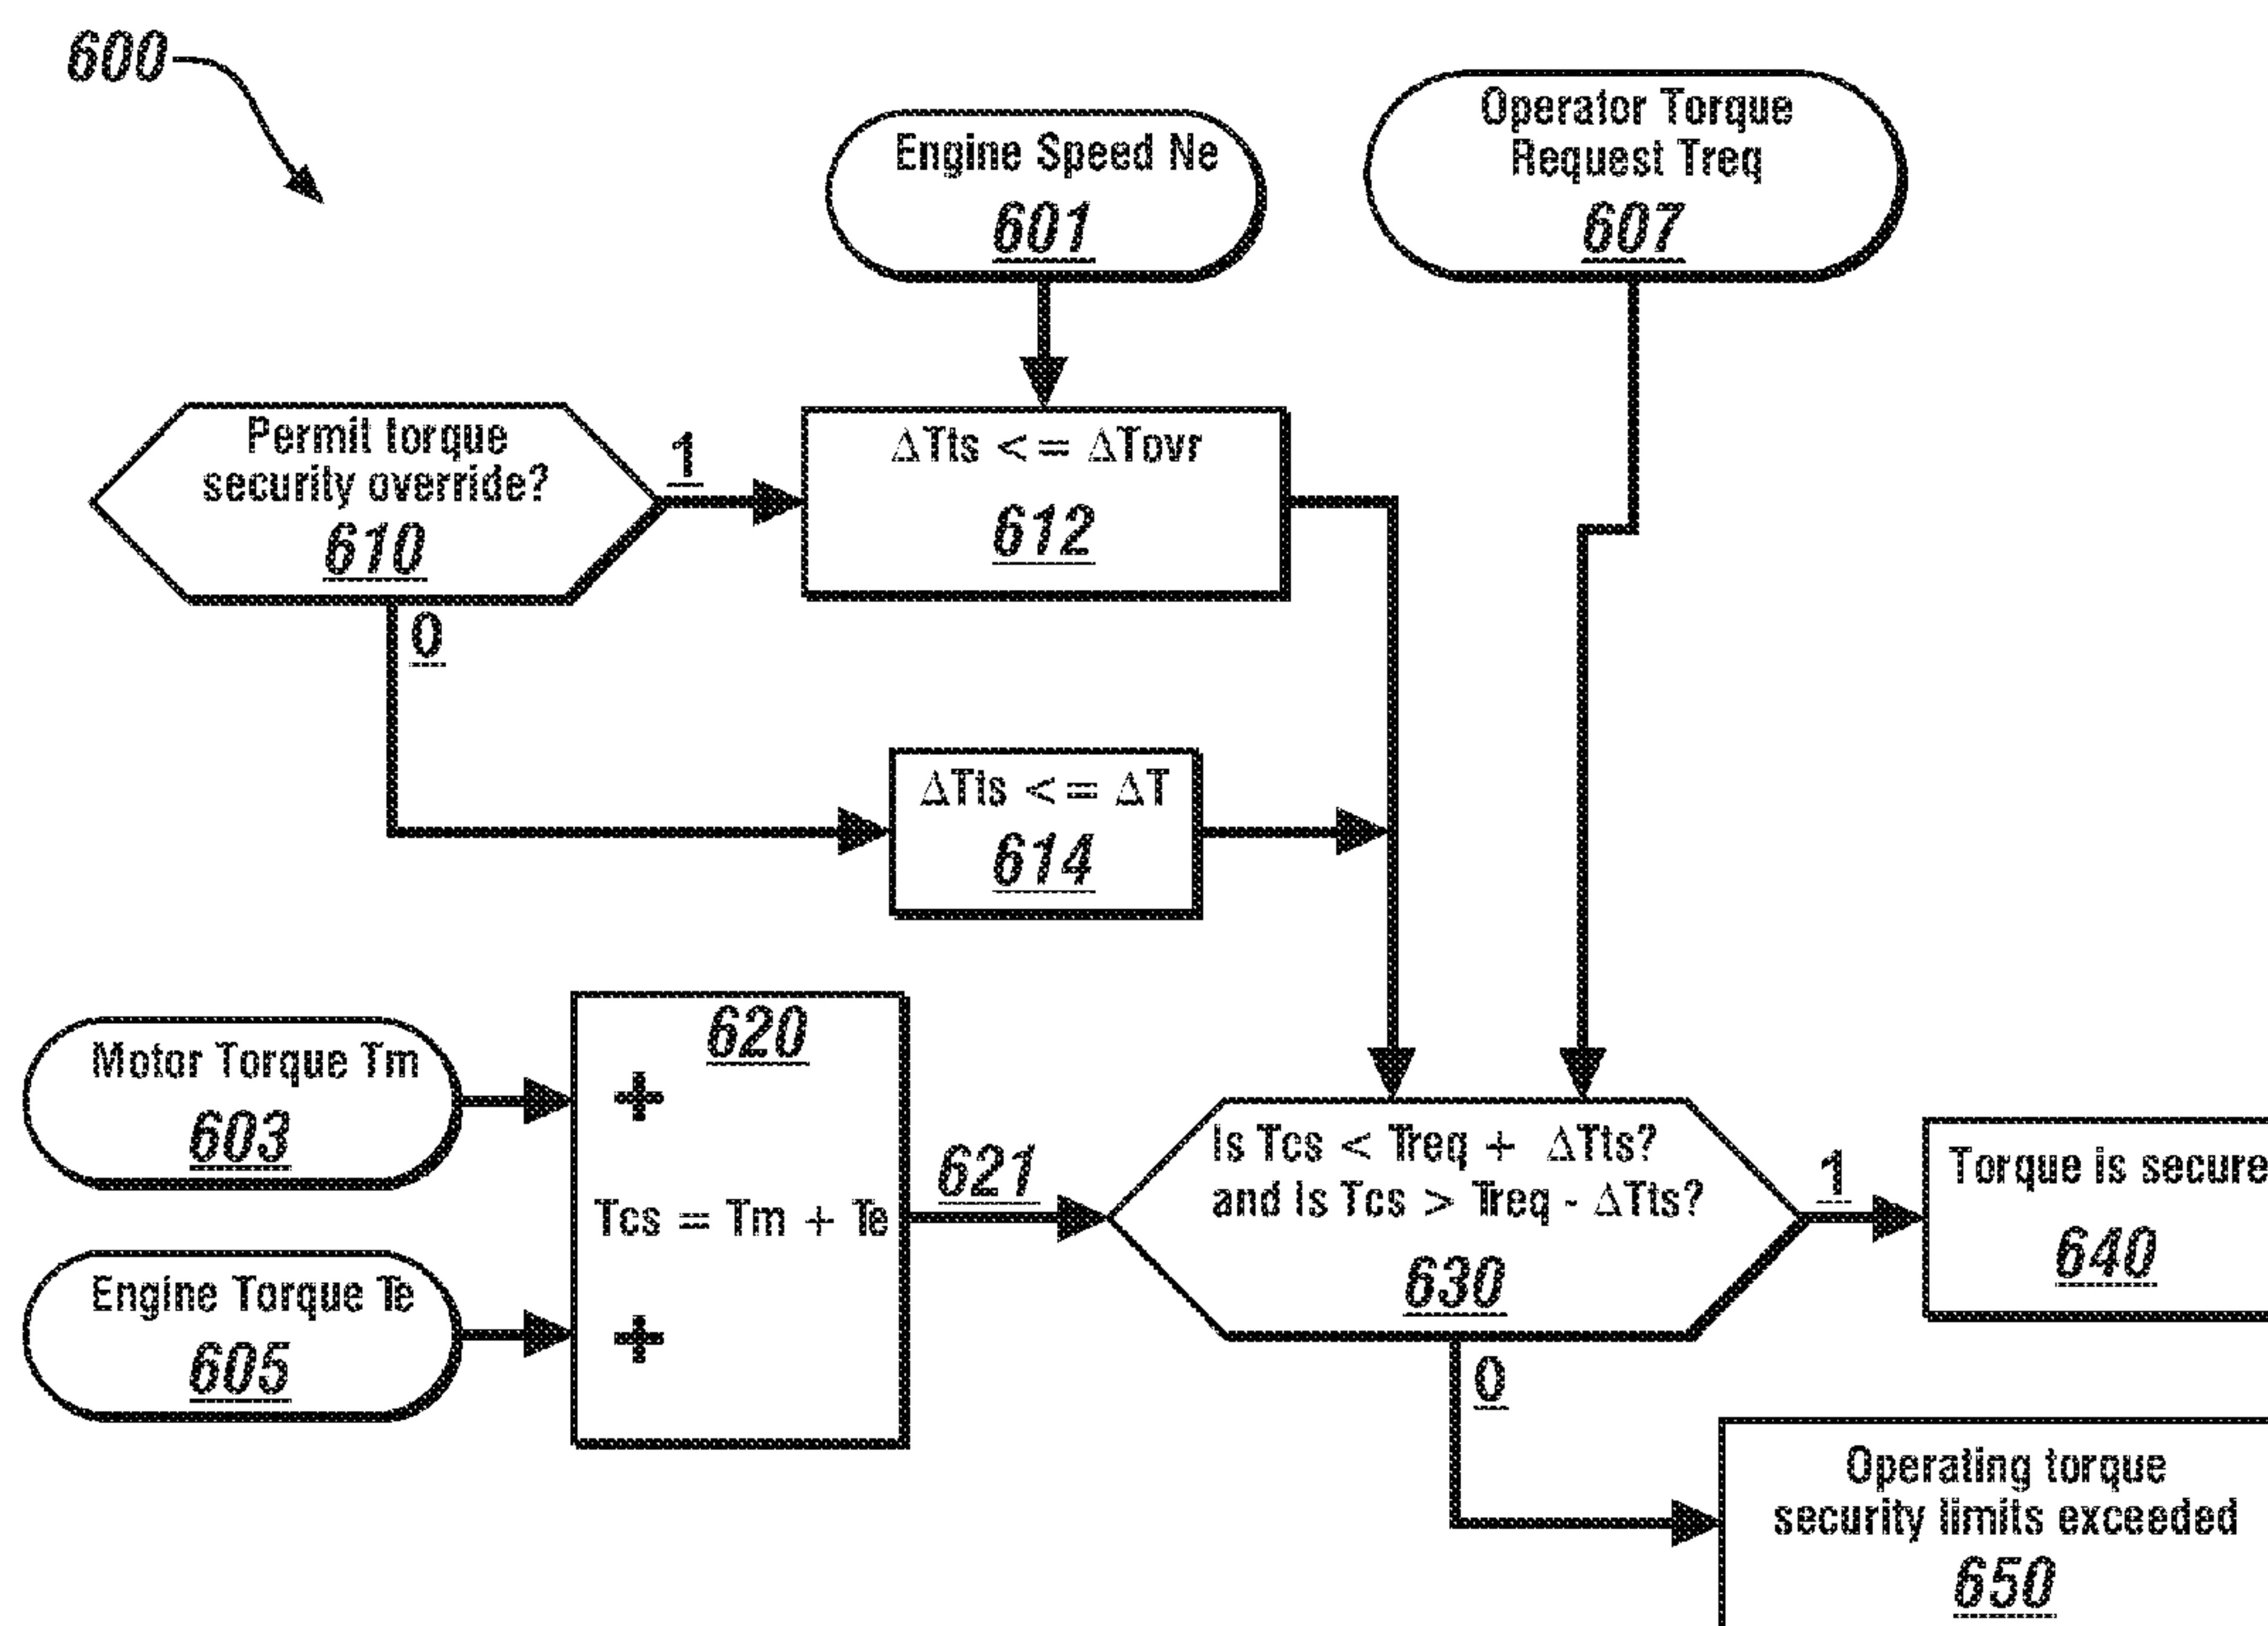 600
Engine Speed Ne
601
Operator Torque
Request Treq
607
Permit torque
security override?
610
1
0
ΔTts <= ΔTovr
612
ΔTts <= ΔT
614
Motor Torque Tm
603
Engine Torque Te
605
620
+
Tcs = Tm + Te
+
621
Is Tcs < Treq + ΔTts?
and Is Tcs > Treq - ΔTts?
630
1
0
Torque is secure
640
Operating torque
security limits exceeded
650